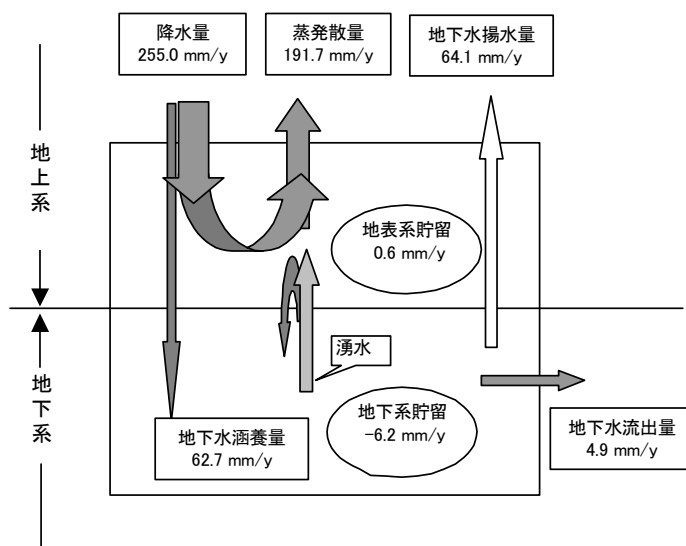 降水量
255.0 mm/y
蒸発散量
191.7 mm/y
地下水揚水量
64.1 mm/y
地上系
地表系貯留
0.6 mm/y
湧水
地下系
地下水涵養量
62.7 mm/y
地下系貯留
-6.2 mm/y
地下水流出量
4.9 mm/y